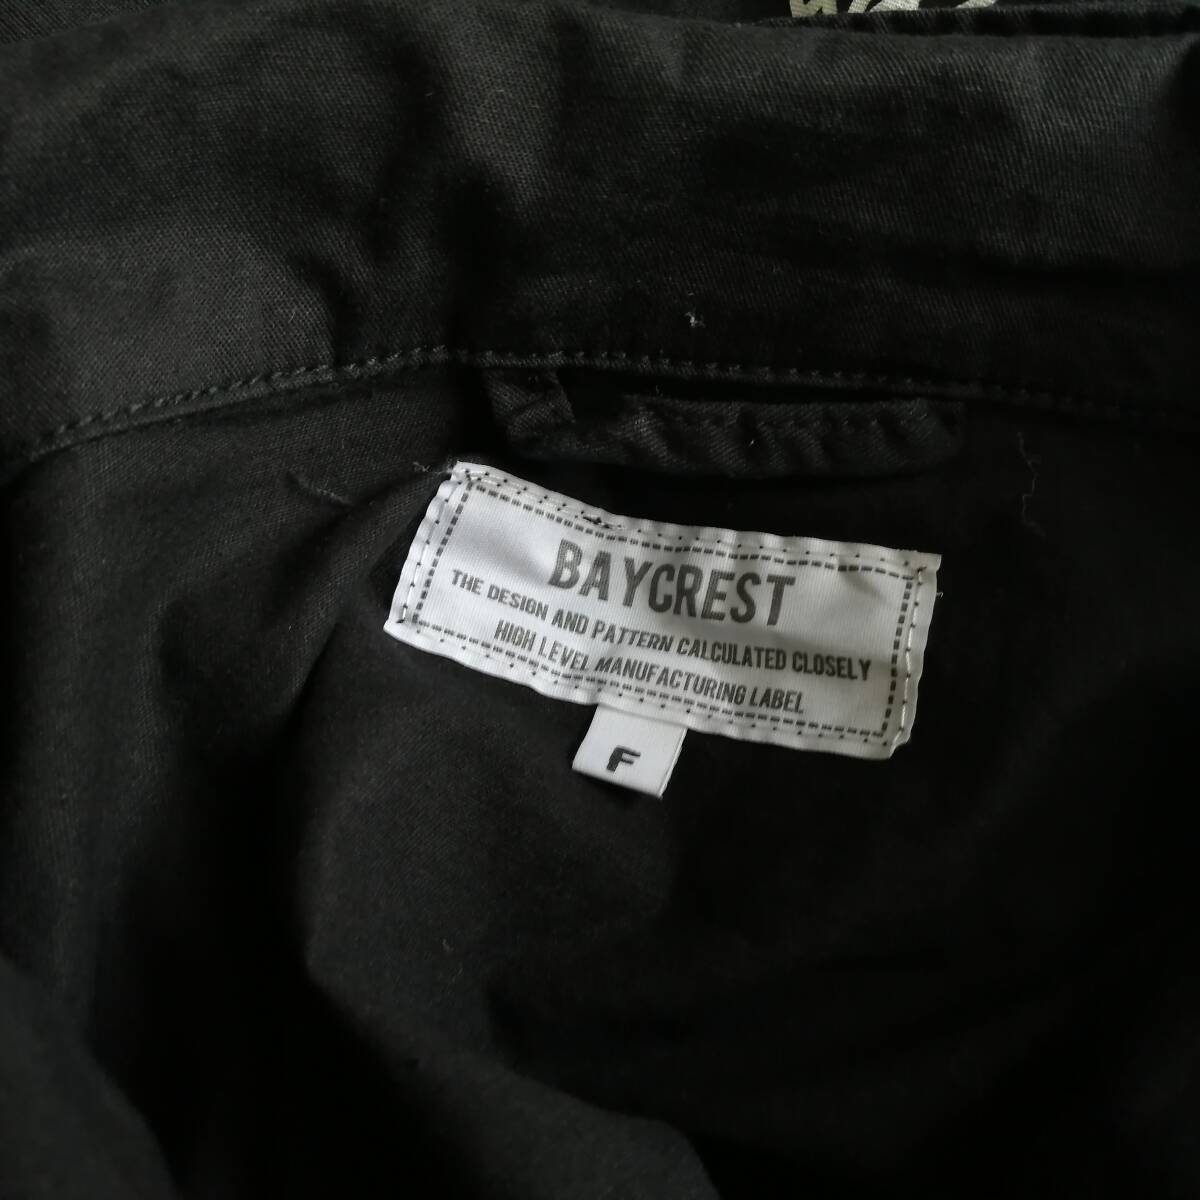 BAYCREST
THE DESIGN AND PATTERN CALCULATED CLOSELY
HIGH LEVEL MANUFACTURING LABEL
F